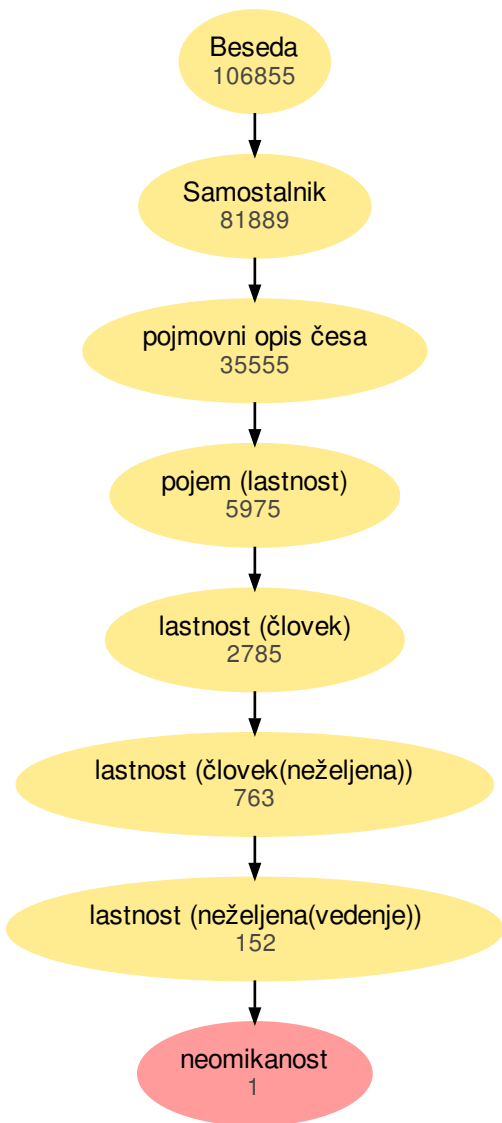 Beseda
106855
Samostalnik
81889
pojmovni opis česa
35555
pojem (lastnost)
5975
lastnost (človek)
2785
lastnost (človek(neželjena))
763
lastnost (neželjena(vedenje))
152
neomikanost
1